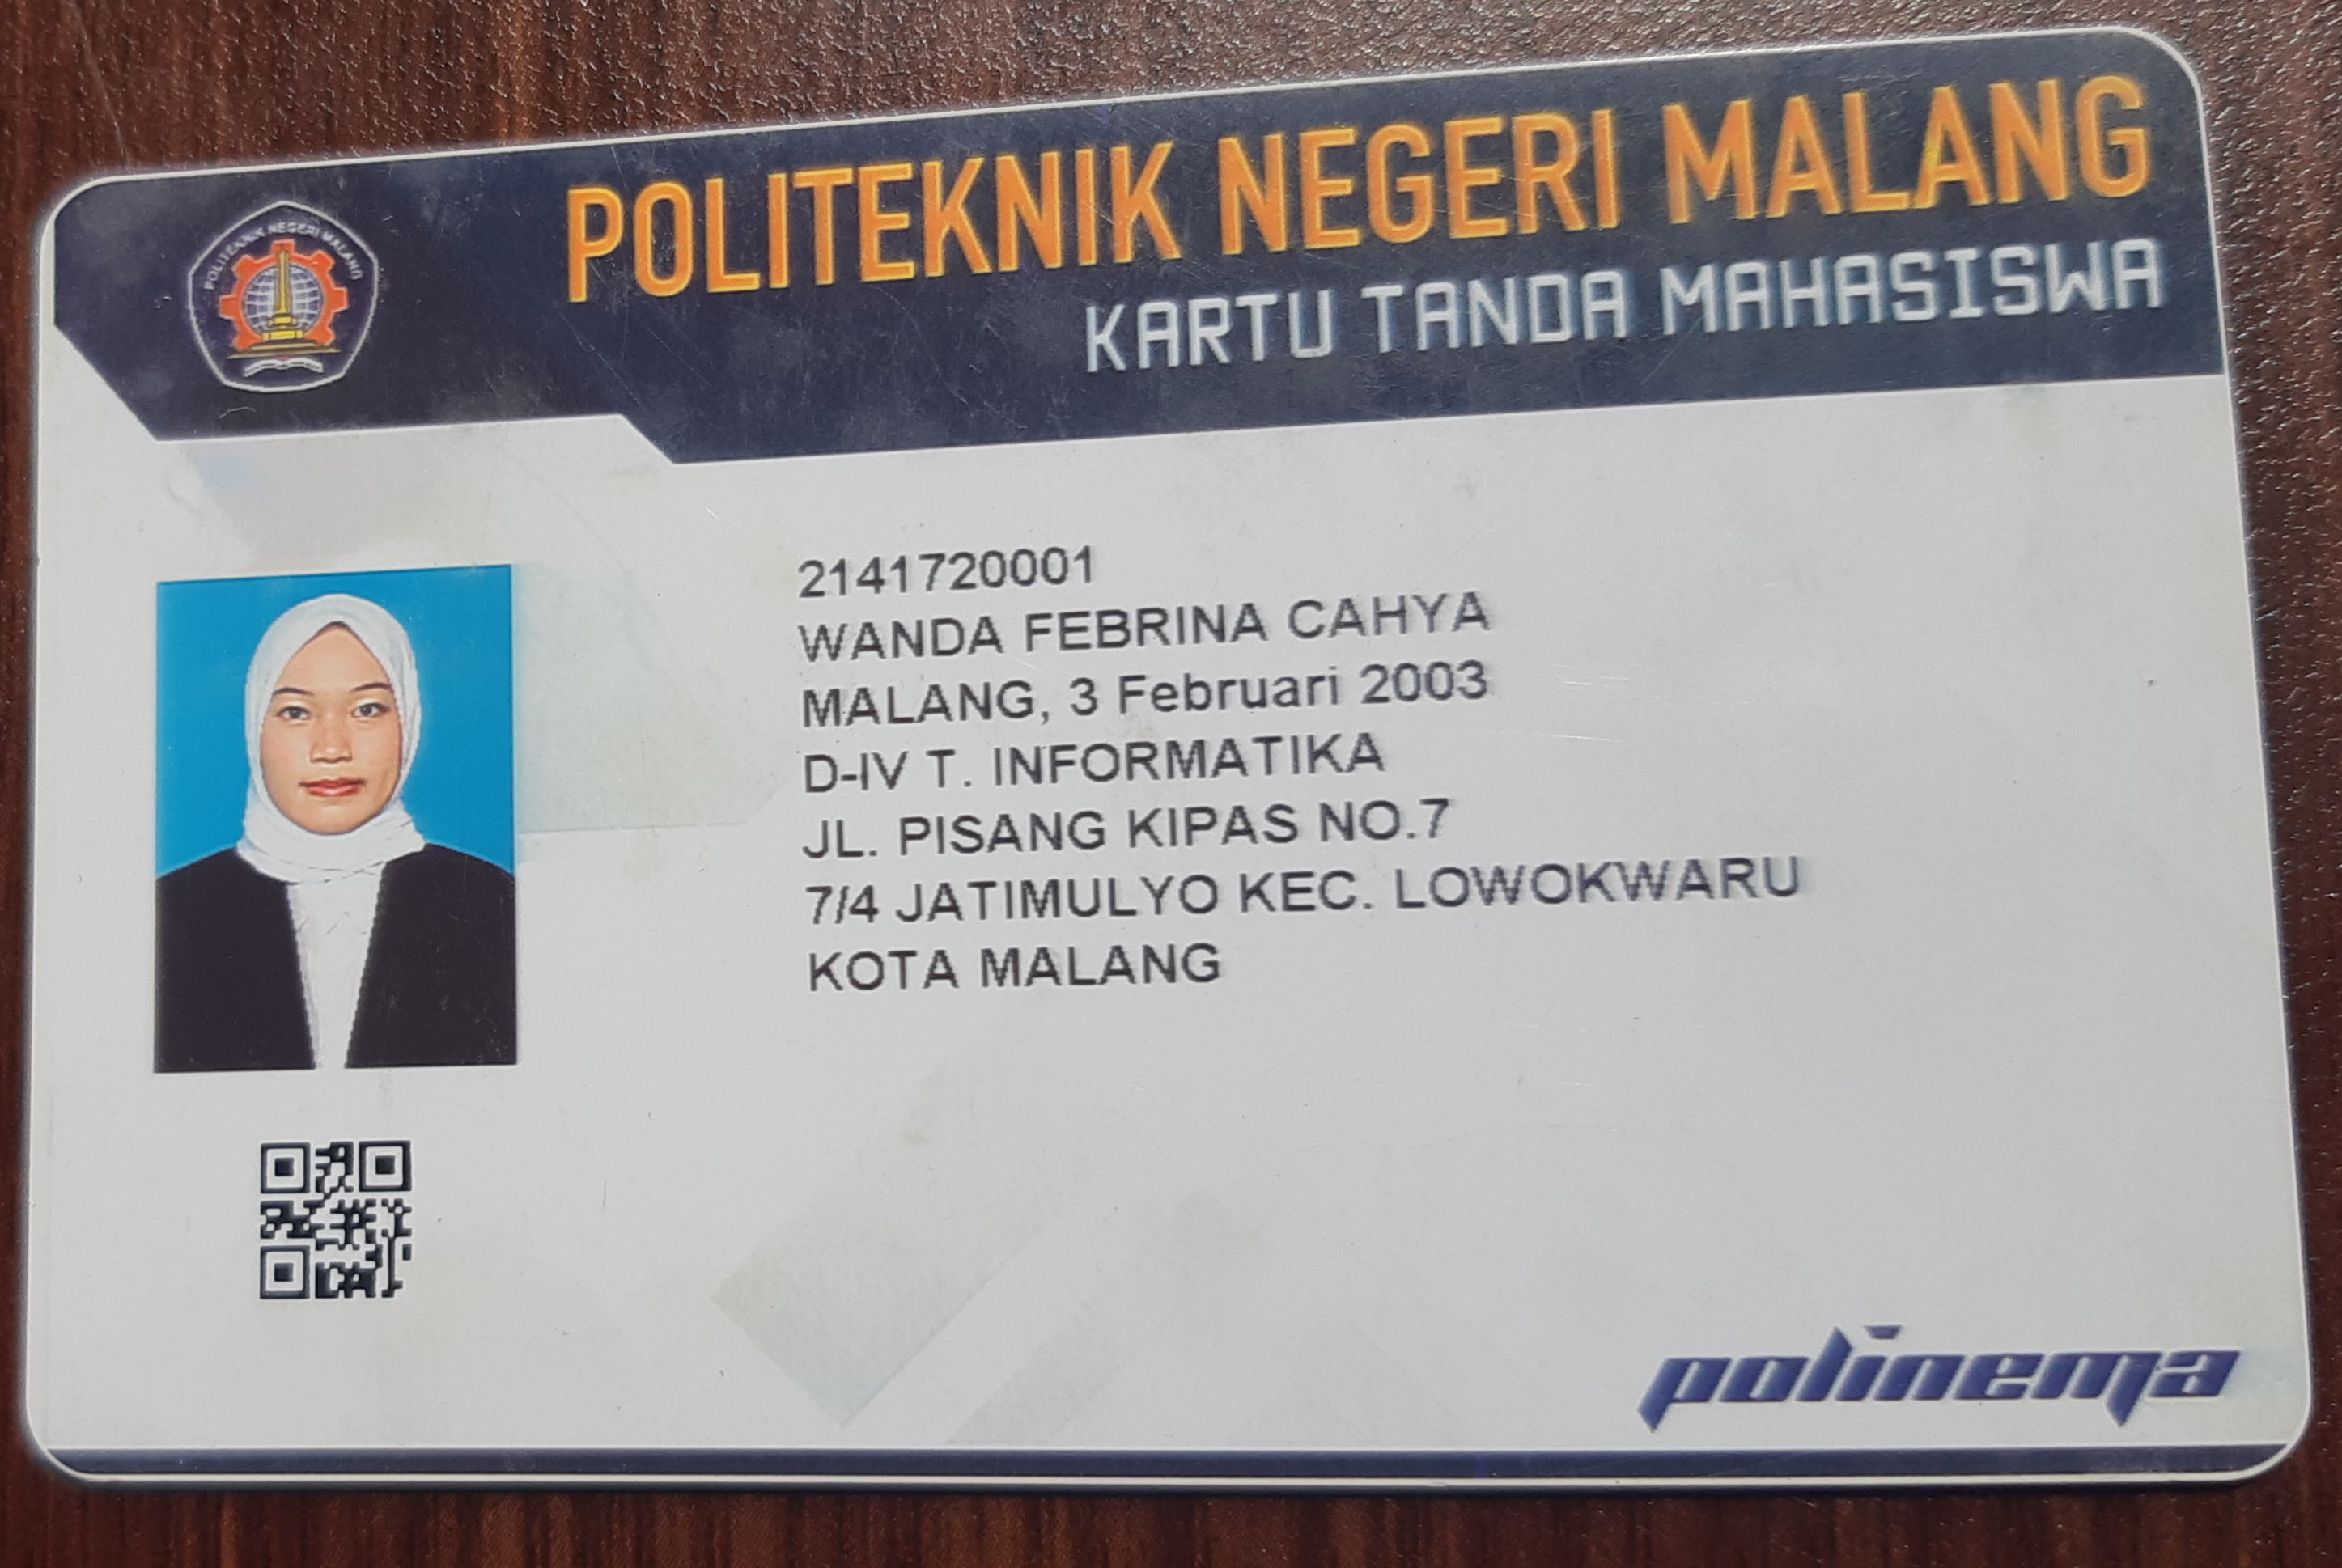 POLITEKNIK NEGERI MALANG
KARTU TANDA MAHASISWA
POLITEKNIK NEGERI MALANG
2141720001
WANDA FEBRINA CAHYA
MALANG, 3 Februari 2003
D-IV T. INFORMATIKA
JL. PISANG KIPAS NO.7
7/4 JATIMULYO KEC. LOWOKWARU
KOTA MALANG
polinema